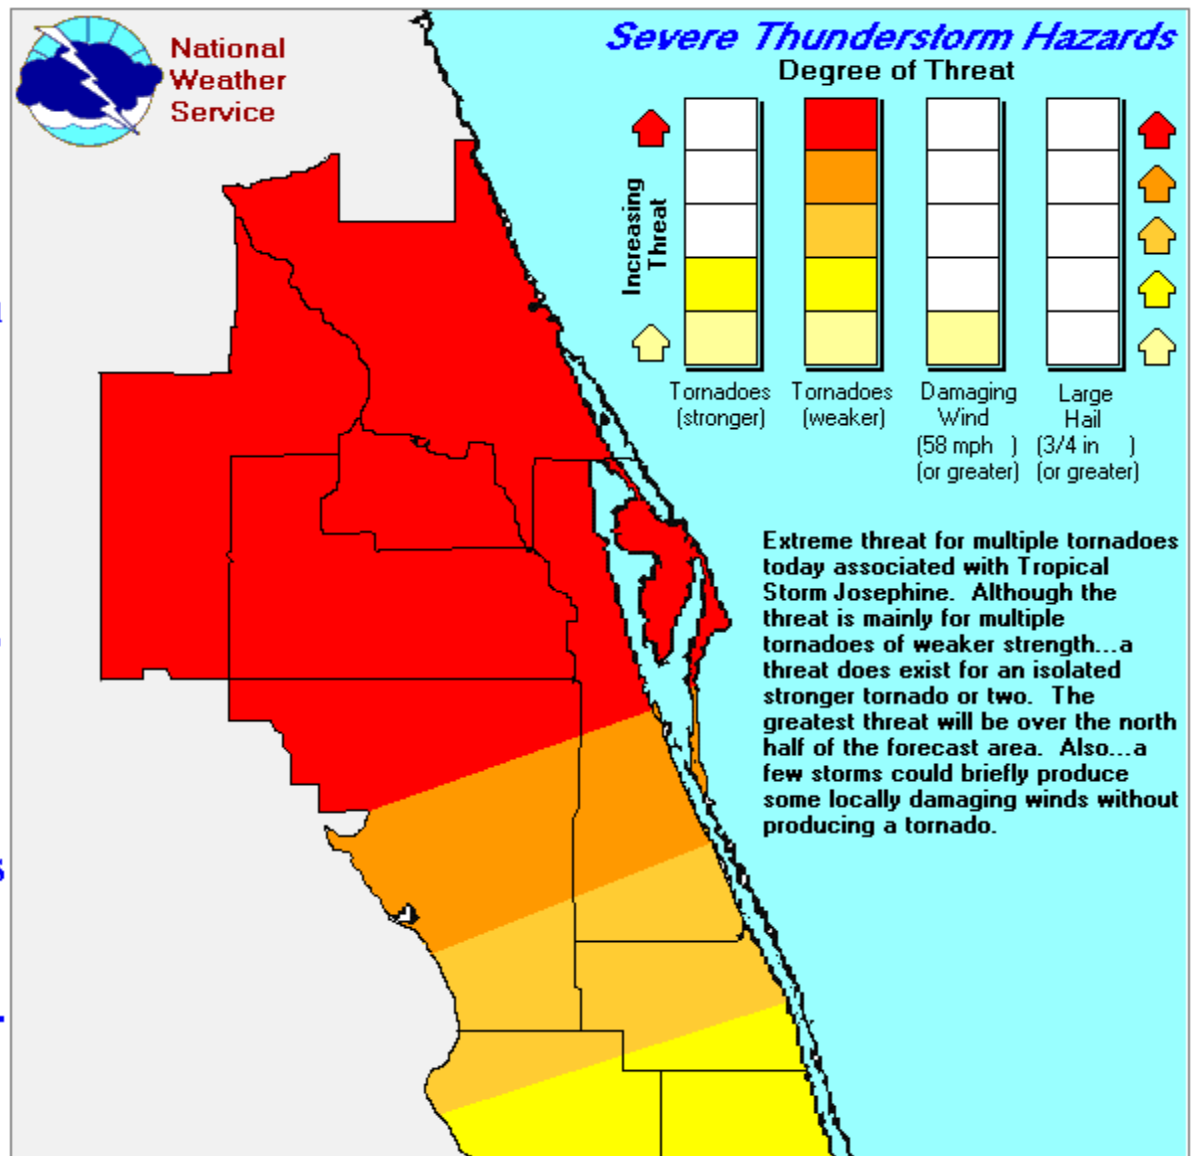 National
Weather
Service
Severe Thunderstorm Hazards
Degree of Threat
Increasing
Threat
Tornadoes
(stronger)
Tornadoes
(weaker)
Damaging
Wind
(58 mph )
(or greater)
Large
Hail
(3/4 in )
(or greater)
Extreme threat for multiple tornadoes
today associated with Tropical
Storm Josephine. Although the
threat is mainly for multiple
tornadoes of weaker strength...a
threat does exist for an isolated
stronger tornado or two. The
greatest threat will be over the north
half of the forecast area. Also...a
few storms could briefly produce
some locally damaging winds without
producing a tornado.